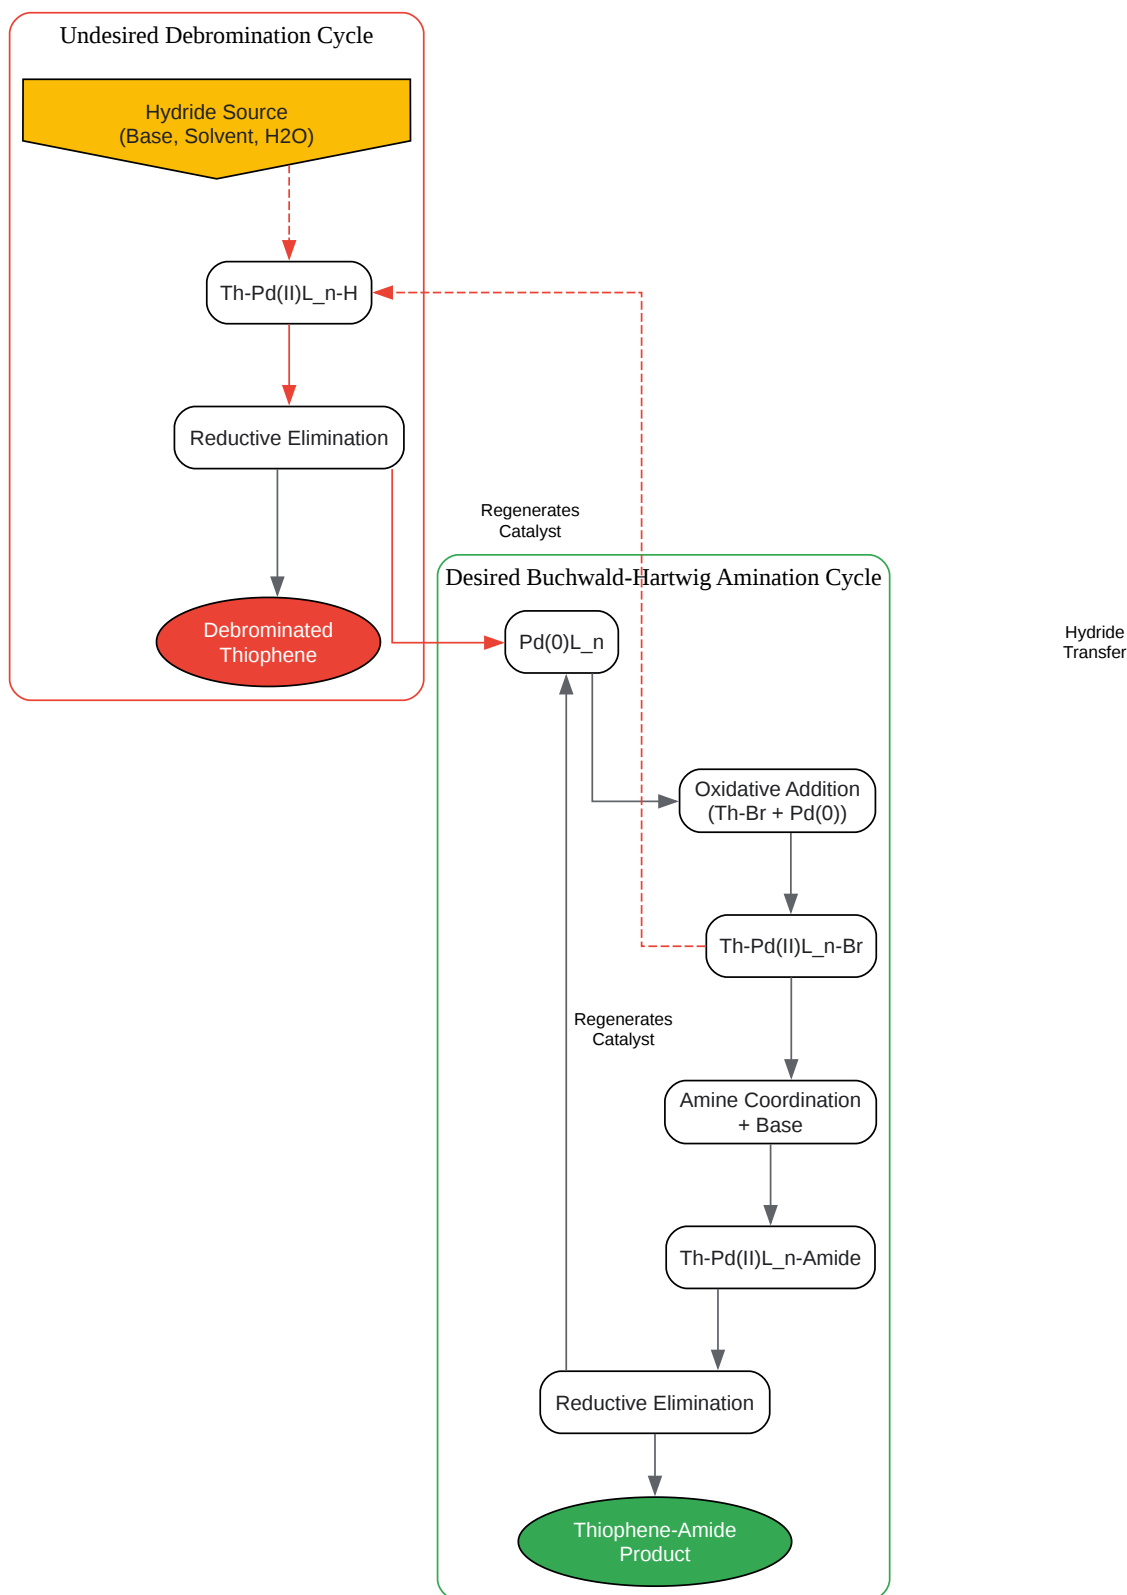 Undesired Debromination Cycle
Hydride Source
(Base, Solvent, H2O)
Th-Pd(II)L_n-H
Reductive Elimination
Debrominated
Thiophene
Regenerates
Catalyst
Desired Buchwald-Hartwig Amination Cycle
Pd(0)L_n
Hydride
Transfer
Oxidative Addition
(Th-Br + Pd(0))
Th-Pd(II)L_n-Br
Regenerates
Catalyst
Amine Coordination
+ Base
Th-Pd(II)L_n-Amide
Reductive Elimination
Thiophene-Amide
Product